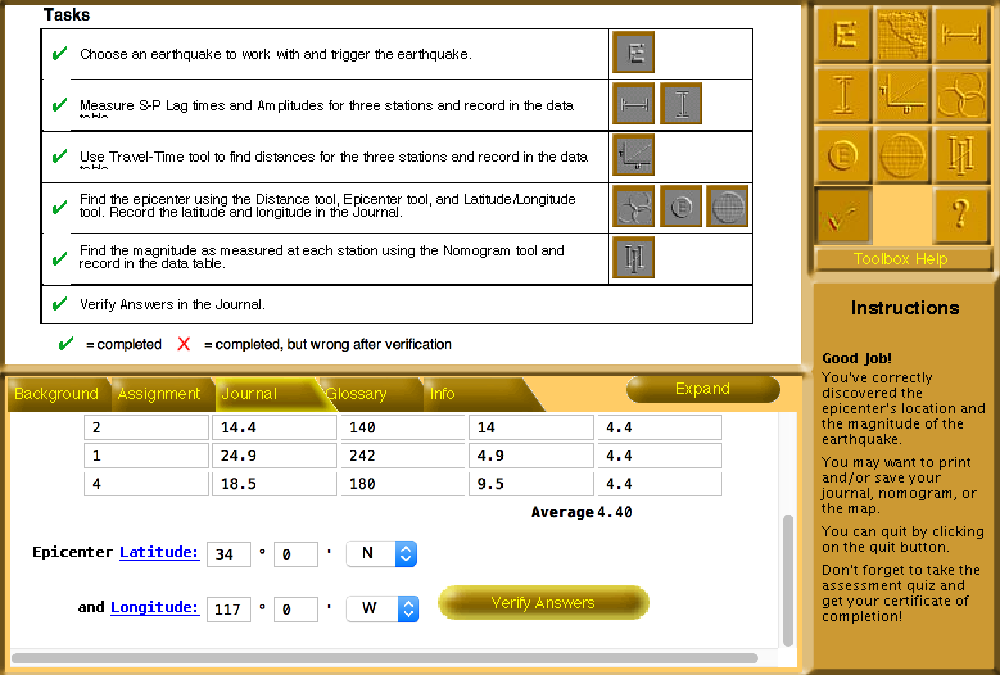 Tasks
Choose an earthquake to work with and trigger the earthquake.
E
Measure S-P Lag times and Amplitudes for three stations and record in the data
Use Travel-Time tool to find distances for the three stations and record in the data
T
D
Find the epicenter using the Distance tool, Epicenter tool, and Latitude/Longitude
tool. Record the latitude and longitude in the Journal.
E
Find the magnitude as measured at each station using the Nomogram tool and
record in the data table.
Verify Answers in the Journal.
= completed X = completed, but wrong after verification
Background Assignment Journal Glossary Info Expand
2 14.4 140 14 4.4
1 24.9 242 4.9 4.4
4 18.5 180 9.5 4.4
Average 4.40
Epicenter Latitude: 34 ° 0 ' N
and Longitude: 117 ° 0 ' W Verify Answers
E
T
D
E
?
Toolbox Help
Instructions
Good Job!
You've correctly
discovered the
epicenter's location and
the magnitude of the
earthquake.
You may want to print
and/or save your
journal, nomogram, or
the map.
You can quit by clicking
on the quit button.
Don't forget to take the
assessment quiz and
get your certificate of
completion!